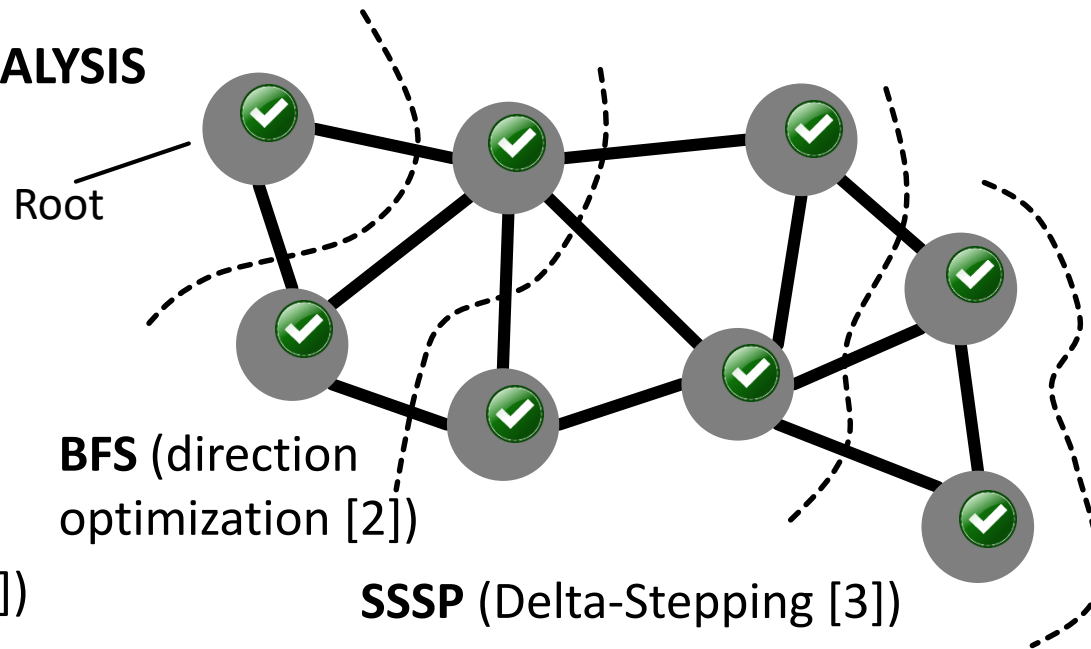 ALYSIS
Root
BFS (direction
optimization [2])
])
SSSP (Delta-Stepping [3])